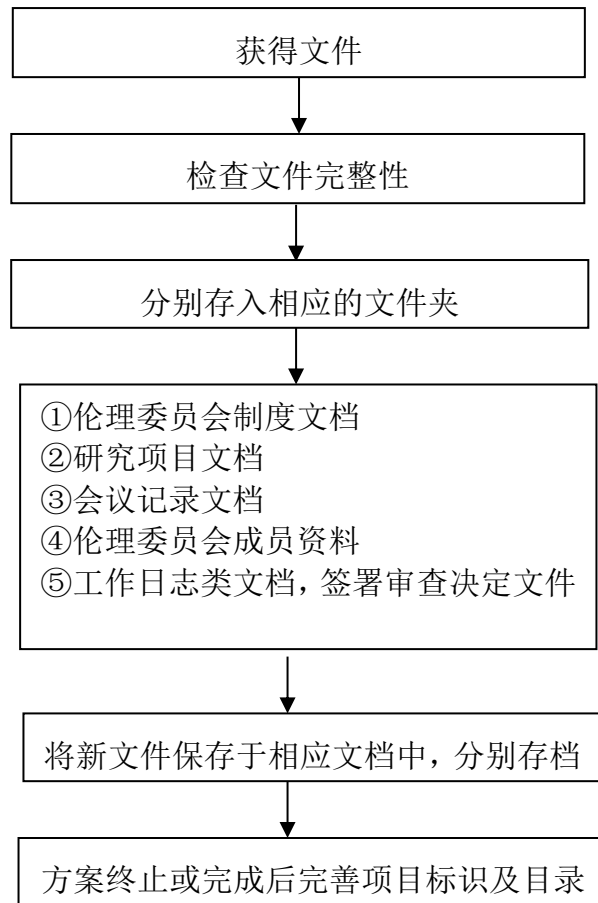 获得文件
检查文件完整性
分别存入相应的文件夹
①伦理委员会制度文档
②研究项目文档
③会议记录文档
④伦理委员会成员资料
⑤工作日志类文档，签署审查决定文件
将新文件保存于相应文档中，分别存档
方案终止或完成后完善项目标识及目录